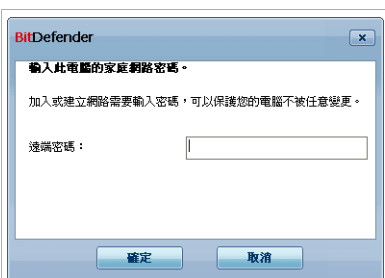 BitDefender
輸入此電腦的家庭網路密碼。
加入或建立網路需要輸入密碼，可以保護您的電腦不被任意變更。
遠端密碼：
確定 取消